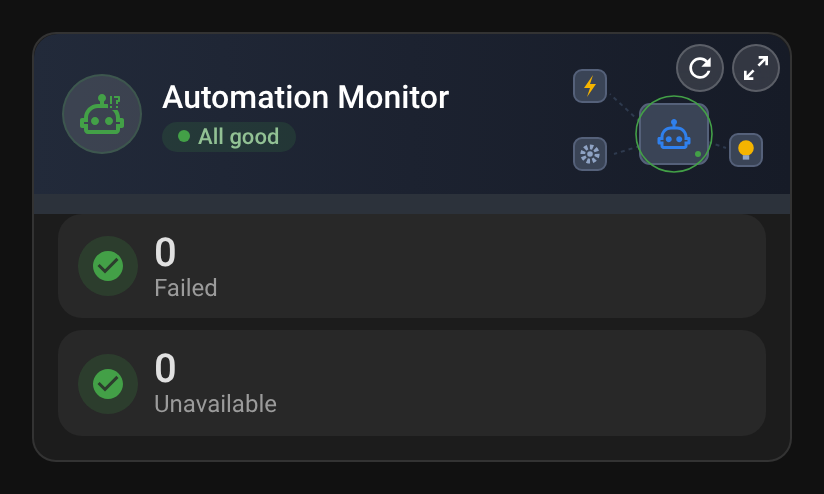 Automation Monitor
All good
0
Failed
0
Unavailable